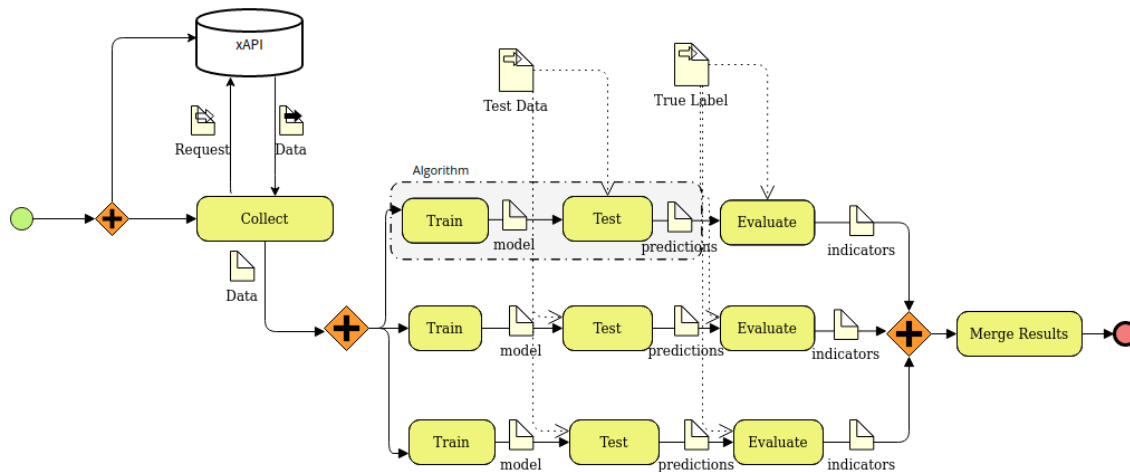 xAPI
Test Data
True Label
Request
Data
Algorithm
Collect
Train
model
Test
predictions
Evaluate
indicators
Data
Train
model
Test
predictions
Evaluate
indicators
Merge Results
Train
model
Test
predictions
Evaluate
indicators